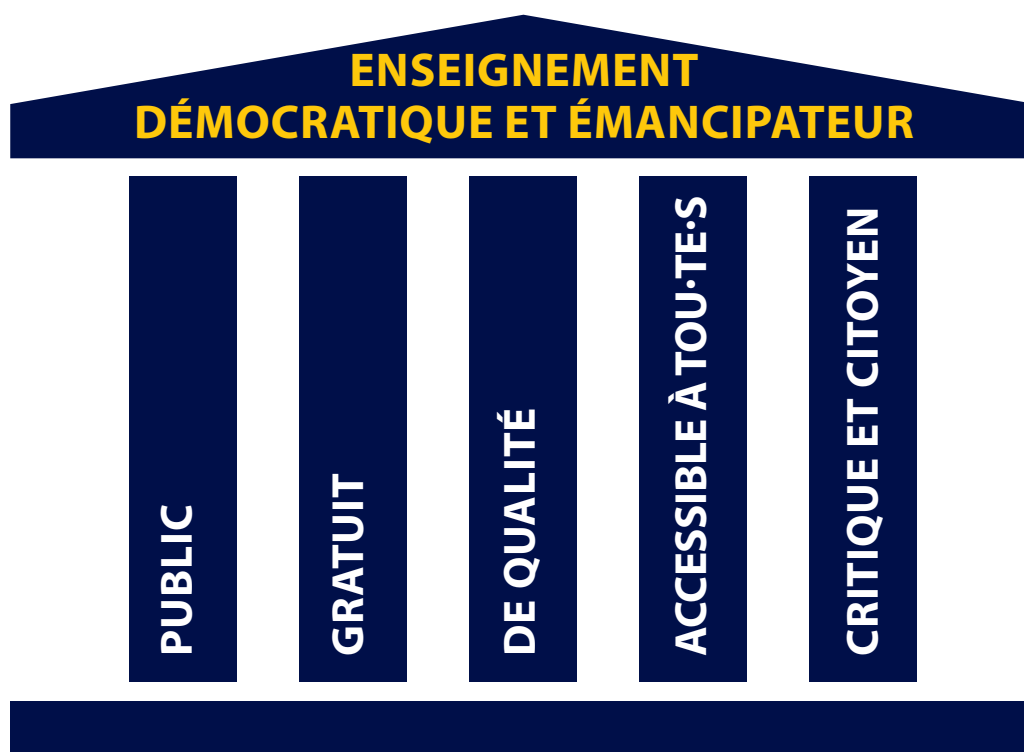 ENSEIGNEMENT
DÉMOCRATIQUE ET ÉMANCIPATEUR
PUBLIC
GRATUIT
DE QUALITÉ
ACCESSIBLE À TOU·TE·S
CRITIQUE ET CITOYEN